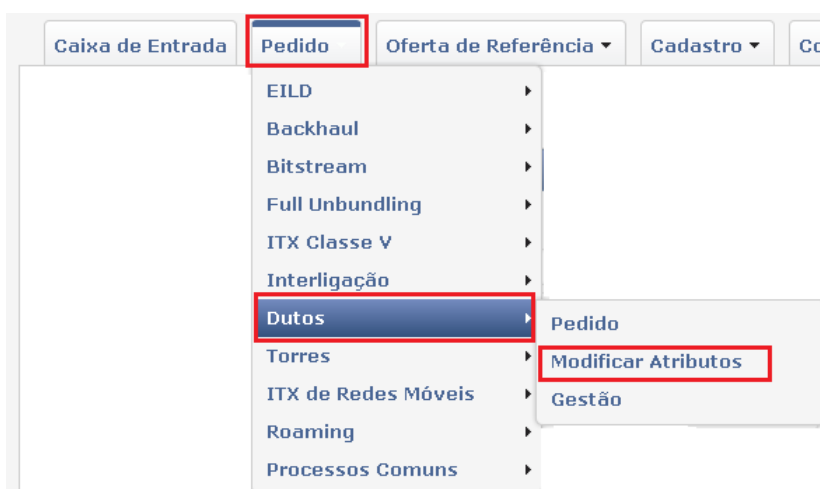 Caixa de Entrada Pedido Oferta de Referência Cadastro
EILD
Backhaul
Bitstream
Full Unbundling
ITX Classe V
Interligação
Dutos
Pedido
Torres
Modificar Atributos
ITX de Redes Móveis
Gestão
Roaming
Processos Comuns